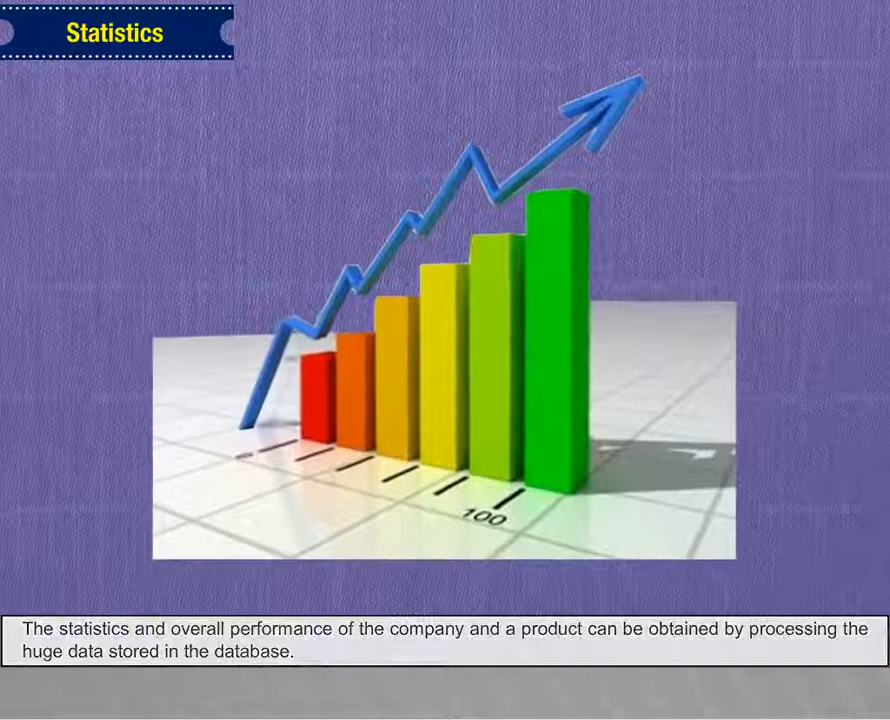 Statistics
100
The statistics and overall performance of the company and a product can be obtained by processing the
huge data stored in the database.